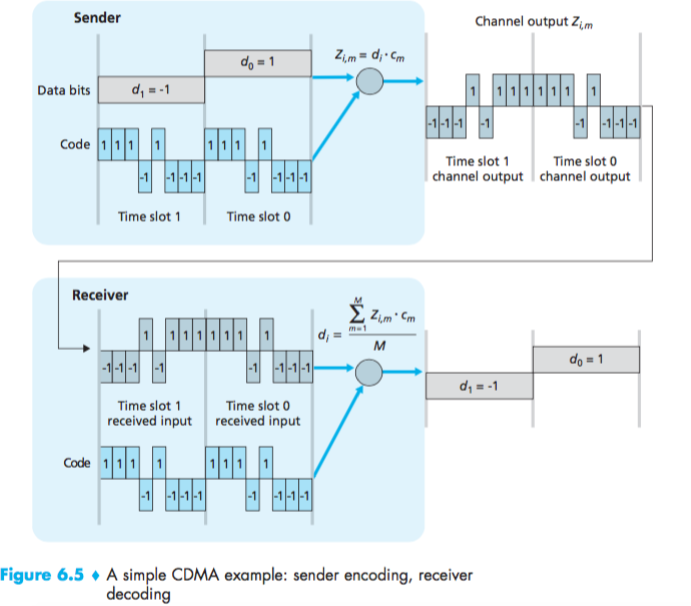 Sender
Channel output Z_{i,m}
d_0 = 1
Z_{i,m} = d_i · c_m
Data bits
d_1 = -1
1 1 1 1 1 1 1 1
-1 -1 -1 -1 -1 -1 -1 -1
Code 1 1 1 1 1 1 1 1
-1 -1 -1 -1 -1 -1 -1 -1
Time slot 1 Time slot 0
channel output channel output
Time slot 1 Time slot 0
Receiver
M
∑ Z_{i,m} · c_m
m=1
d_i =
M
1 1 1 1 1 1 1 1
-1 -1 -1 -1 -1 -1 -1 -1
d_0 = 1
d_1 = -1
Time slot 1 Time slot 0
received input received input
Code 1 1 1 1 1 1 1 1
-1 -1 -1 -1 -1 -1 -1 -1
Figure 6.5 ♦ A simple CDMA example: sender encoding, receiver
decoding